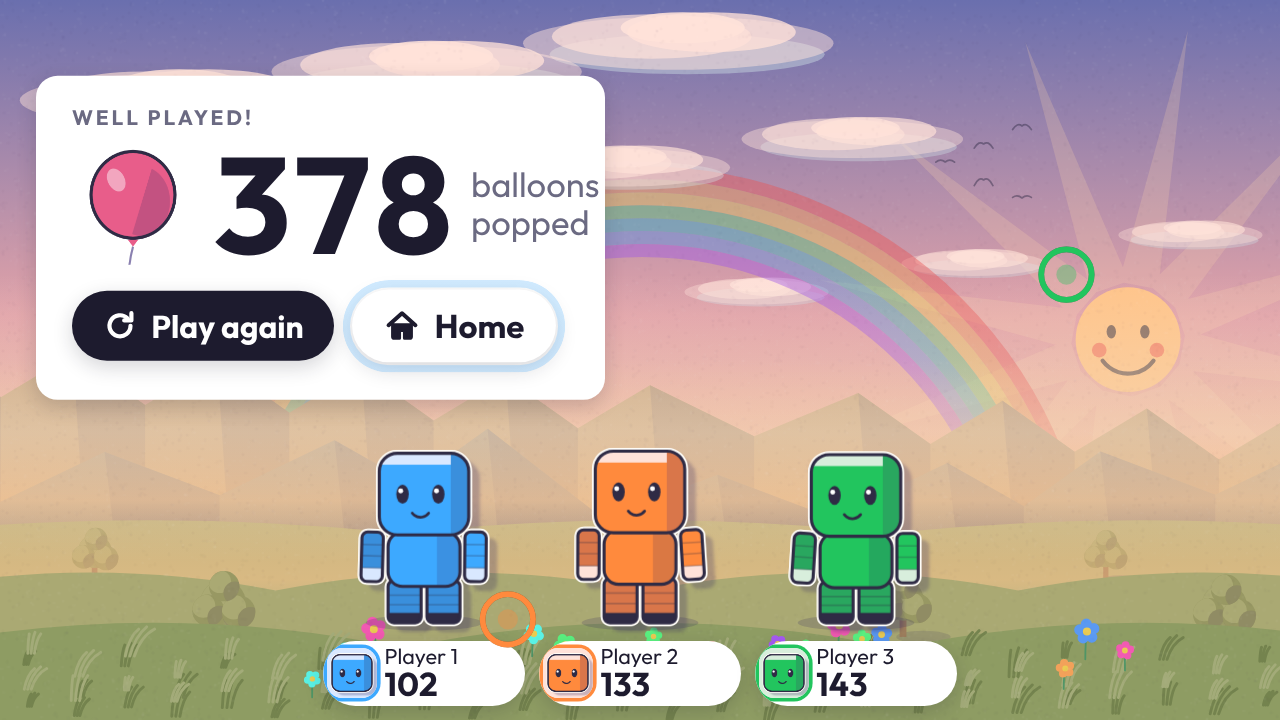 WELL PLAYED!
378
balloons
popped
Play again
Home
Player 1
102
Player 2
133
Player 3
143